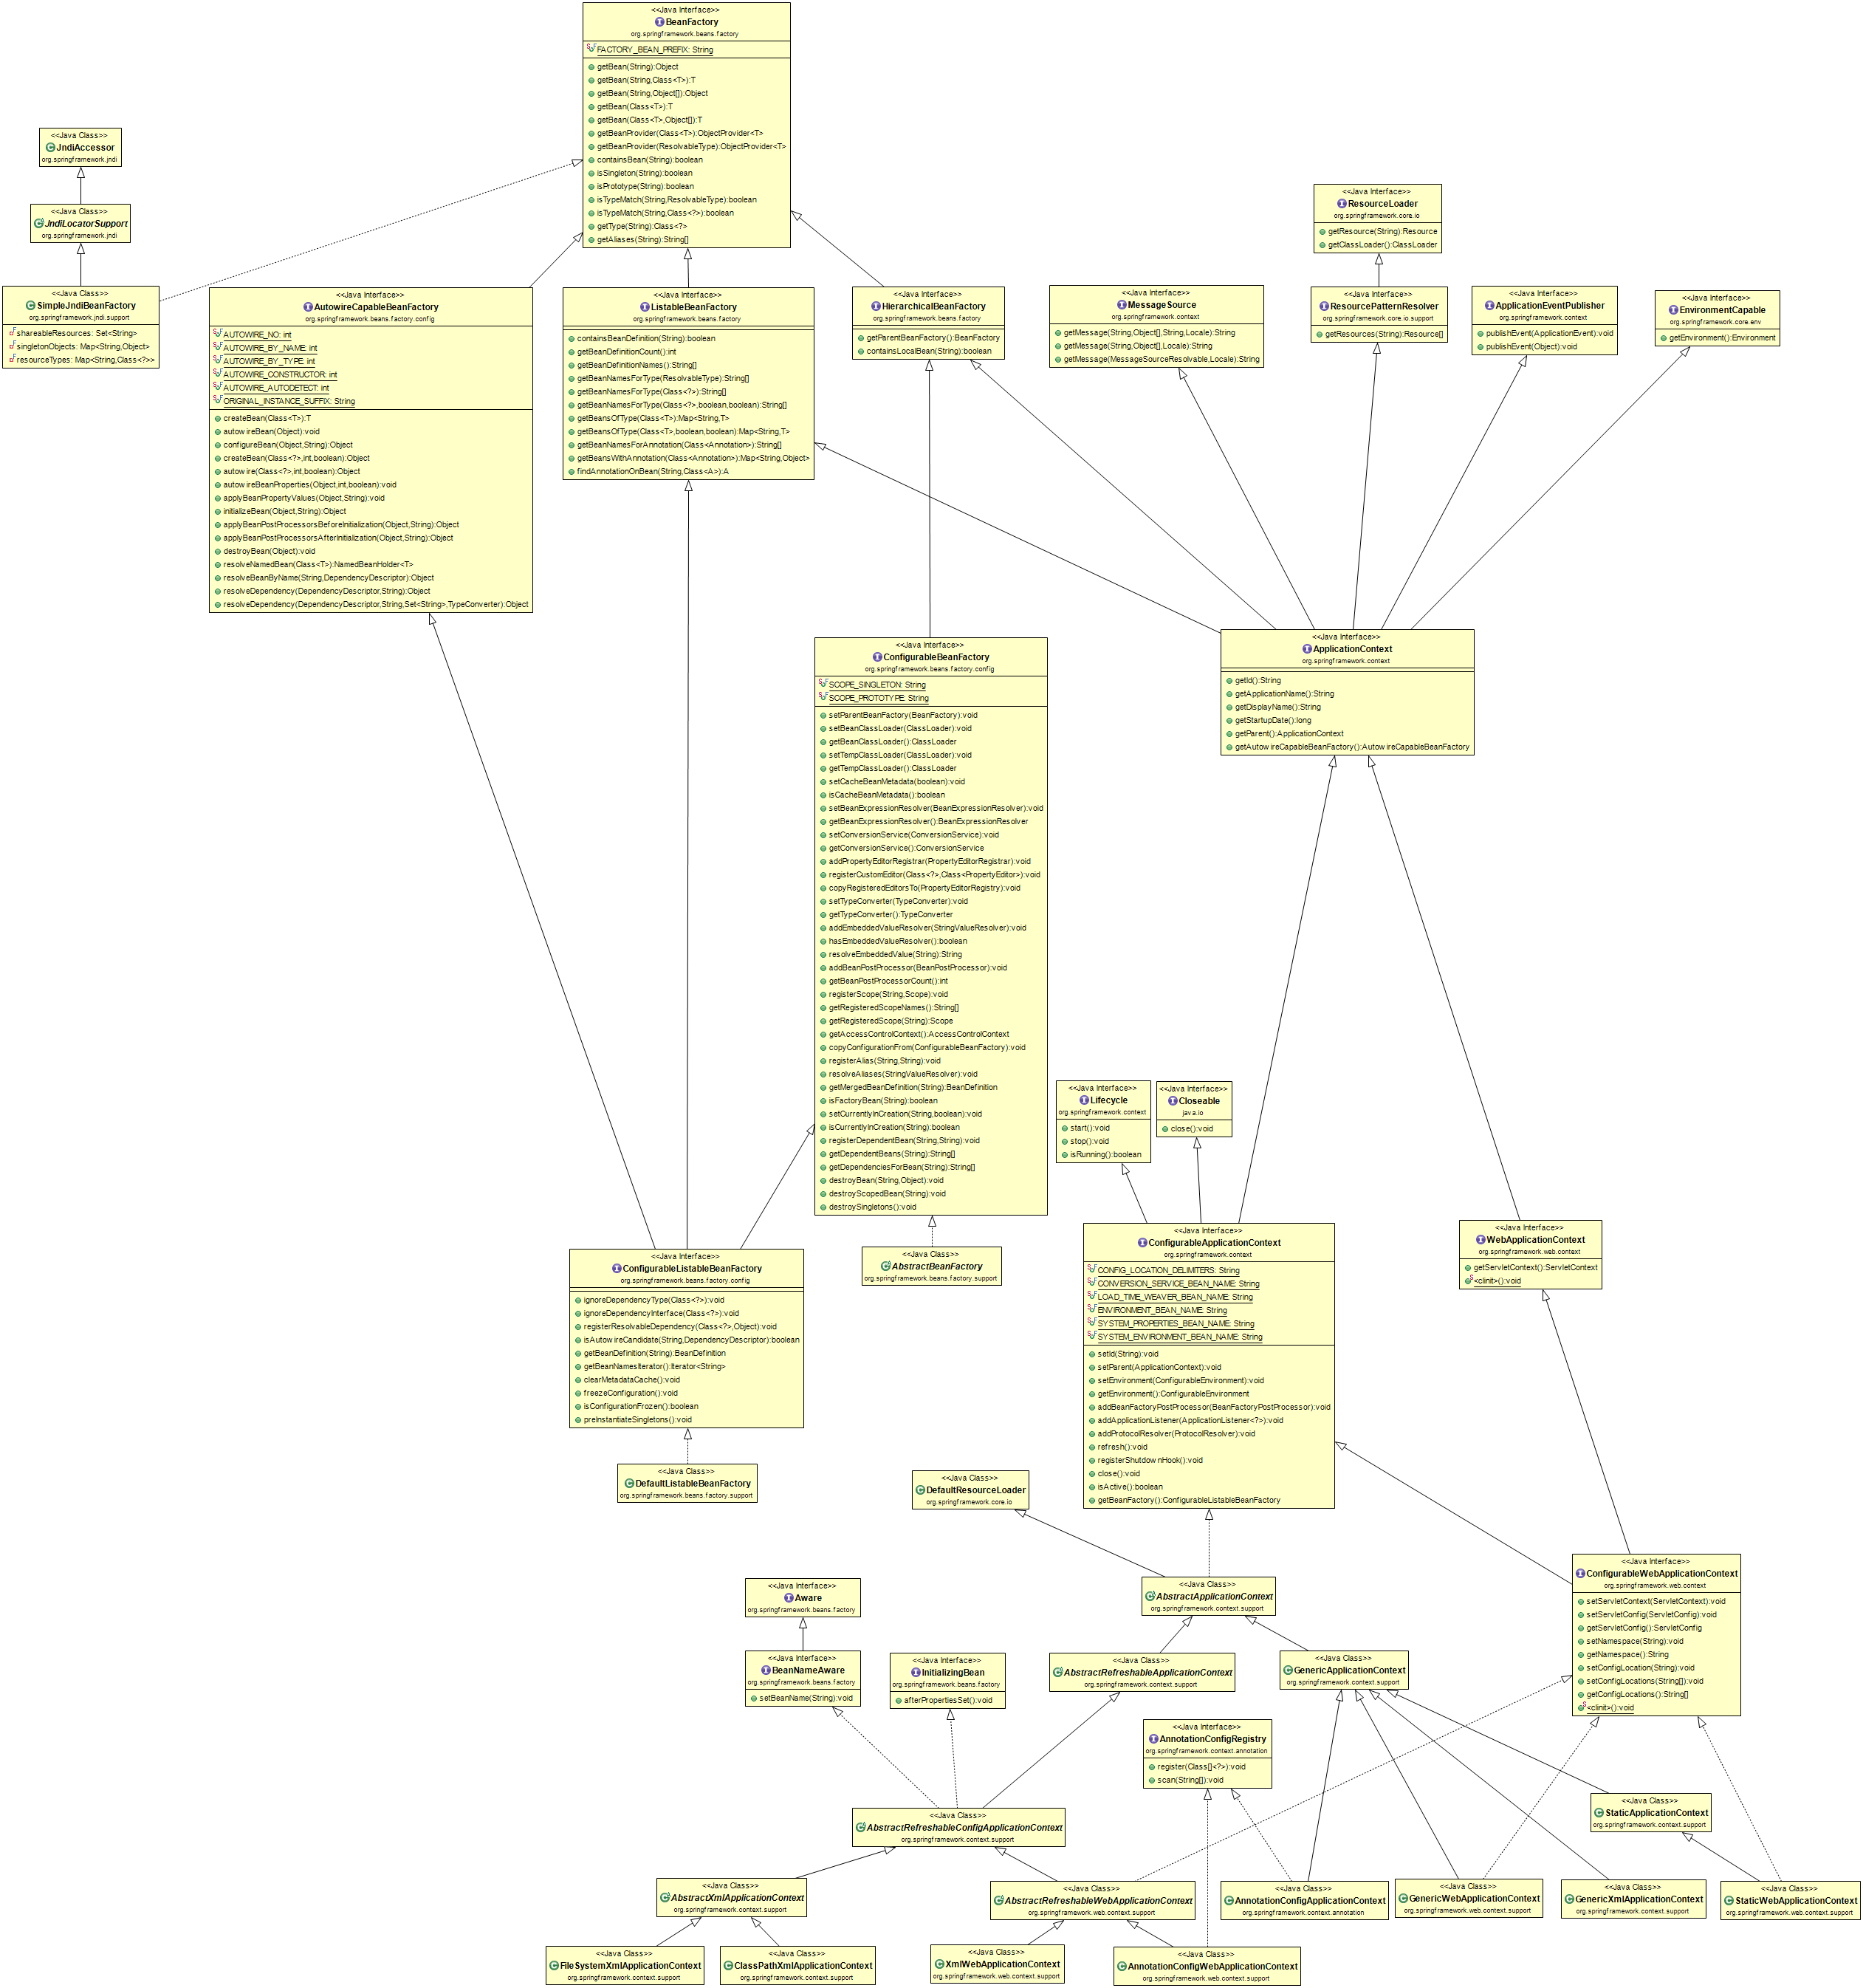 <<Java Interface>>
BeanFactory
org.springframework.beans.factory
FACTORY_BEAN_PREFIX: String
getBean(String):Object
getBean(String,Class<T>):T
getBean(String,Object[]):Object
getBean(Class<T>):T
getBean(Class<T>,Object[]):T
getBeanProvider(Class<T>):ObjectProvider<T>
getBeanProvider(ResolvableType):ObjectProvider<T>
containsBean(String):boolean
isSingleton(String):boolean
isPrototype(String):boolean
isTypeMatch(String,ResolvableType):boolean
isTypeMatch(String,Class<?>):boolean
getType(String):Class<?>
getAliases(String):String[]
<<Java Class>>
JndiAccessor
org.springframework.jndi
<<Java Class>>
JndiLocatorSupport
org.springframework.jndi
<<Java Class>>
SimpleJndiBeanFactory
org.springframework.jndi.support
shareableResources: Set<String>
singletonObjects: Map<String,Object>
resourceTypes: Map<String,Class<?>>
<<Java Interface>>
AutowireCapableBeanFactory
org.springframework.beans.factory.config
AUTOWIRE_NO: int
AUTOWIRE_BY_NAME: int
AUTOWIRE_BY_TYPE: int
AUTOWIRE_CONSTRUCTOR: int
AUTOWIRE_AUTODETECT: int
ORIGINAL_INSTANCE_SUFFIX: String
createBean(Class<T>):T
autowireBean(Object):void
configureBean(Object,String):Object
createBean(Class<?>,int,boolean):Object
autowire(Class<?>,int,boolean):Object
autowireBeanProperties(Object,int,boolean):void
applyBeanPropertyValues(Object,String):void
initializeBean(Object,String):Object
applyBeanPostProcessorsBeforeInitialization(Object,String):Object
applyBeanPostProcessorsAfterInitialization(Object,String):Object
destroyBean(Object):void
resolveNamedBean(Class<T>):NamedBeanHolder<T>
resolveBeanByName(String,DependencyDescriptor):Object
resolveDependency(DependencyDescriptor,String):Object
resolveDependency(DependencyDescriptor,String,Set<String>,TypeConverter):Object
<<Java Interface>>
ListableBeanFactory
org.springframework.beans.factory
containsBeanDefinition(String):boolean
getBeanDefinitionCount():int
getBeanDefinitionNames():String[]
getBeanNamesForType(ResolvableType):String[]
getBeanNamesForType(Class<?>):String[]
getBeanNamesForType(Class<?>,boolean,boolean):String[]
getBeansOfType(Class<T>):Map<String,T>
getBeansOfType(Class<T>,boolean,boolean):Map<String,T>
getBeanNamesForAnnotation(Class<Annotation>):String[]
getBeansWithAnnotation(Class<Annotation>):Map<String,Object>
findAnnotationOnBean(String,Class<A>):A
<<Java Interface>>
HierarchicalBeanFactory
org.springframework.beans.factory
getParentBeanFactory():BeanFactory
containsLocalBean(String):boolean
<<Java Interface>>
MessageSource
org.springframework.context
getMessage(String,Object[],String,Locale):String
getMessage(String,Object[],Locale):String
getMessage(MessageSourceResolvable,Locale):String
<<Java Interface>>
ResourceLoader
org.springframework.core.io
getResource(String):Resource
getClassLoader():ClassLoader
<<Java Interface>>
ResourcePatternResolver
org.springframework.core.io.support
getResources(String):Resource[]
<<Java Interface>>
ApplicationEventPublisher
org.springframework.context
publishEvent(ApplicationEvent):void
publishEvent(Object):void
<<Java Interface>>
EnvironmentCapable
org.springframework.core.env
getEnvironment():Environment
<<Java Interface>>
ApplicationContext
org.springframework.context
getId():String
getApplicationName():String
getDisplayName():String
getStartupDate():long
getParent():ApplicationContext
getAutowireCapableBeanFactory():AutowireCapableBeanFactory
<<Java Interface>>
ConfigurableBeanFactory
org.springframework.beans.factory.config
SCOPE_SINGLETON: String
SCOPE_PROTOTYPE: String
setParentBeanFactory(BeanFactory):void
setBeanClassLoader(ClassLoader):void
getBeanClassLoader():ClassLoader
setTempClassLoader(ClassLoader):void
getTempClassLoader():ClassLoader
setCacheBeanMetadata(boolean):void
isCacheBeanMetadata():boolean
setBeanExpressionResolver(BeanExpressionResolver):void
getBeanExpressionResolver():BeanExpressionResolver
setConversionService(ConversionService):void
getConversionService():ConversionService
addPropertyEditorRegistrar(PropertyEditorRegistrar):void
registerCustomEditor(Class<?>,Class<PropertyEditor>):void
copyRegisteredEditorsTo(PropertyEditorRegistry):void
setTypeConverter(TypeConverter):void
getTypeConverter():TypeConverter
addEmbeddedValueResolver(StringValueResolver):void
hasEmbeddedValueResolver():boolean
resolveEmbeddedValue(String):String
addBeanPostProcessor(BeanPostProcessor):void
getBeanPostProcessorCount():int
registerScope(String,Scope):void
getRegisteredScopeNames():String[]
getRegisteredScope(String):Scope
getAccessControlContext():AccessControlContext
copyConfigurationFrom(ConfigurableBeanFactory):void
registerAlias(String,String):void
resolveAliases(StringValueResolver):void
getMergedBeanDefinition(String):BeanDefinition
isFactoryBean(String):boolean
setCurrentlyInCreation(String,boolean):void
isCurrentlyInCreation(String):boolean
registerDependentBean(String,String):void
getDependentBeans(String):String[]
getDependenciesForBean(String):String[]
destroyBean(String,Object):void
destroyScopedBean(String):void
destroySingletons():void
<<Java Interface>>
Lifecycle
org.springframework.context
start():void
stop():void
isRunning():boolean
<<Java Interface>>
Closeable
java.io
close():void
<<Java Interface>>
ConfigurableListableBeanFactory
org.springframework.beans.factory.config
ignoreDependencyType(Class<?>):void
ignoreDependencyInterface(Class<?>):void
registerResolvableDependency(Class<?>,Object):void
isAutowireCandidate(String,DependencyDescriptor):boolean
getBeanDefinition(String):BeanDefinition
getBeanNamesIterator():Iterator<String>
clearMetadataCache():void
freezeConfiguration():void
isConfigurationFrozen():boolean
preInstantiateSingletons():void
<<Java Class>>
AbstractBeanFactory
org.springframework.beans.factory.support
<<Java Interface>>
ConfigurableApplicationContext
org.springframework.context
CONFIG_LOCATION_DELIMITERS: String
CONVERSION_SERVICE_BEAN_NAME: String
LOAD_TIME_WEAVER_BEAN_NAME: String
ENVIRONMENT_BEAN_NAME: String
SYSTEM_PROPERTIES_BEAN_NAME: String
SYSTEM_ENVIRONMENT_BEAN_NAME: String
setId(String):void
setParent(ApplicationContext):void
setEnvironment(ConfigurableEnvironment):void
getEnvironment():ConfigurableEnvironment
addBeanFactoryPostProcessor(BeanFactoryPostProcessor):void
addApplicationListener(ApplicationListener<?>):void
addProtocolResolver(ProtocolResolver):void
refresh():void
registerShutdownHook():void
close():void
isActive():boolean
getBeanFactory():ConfigurableListableBeanFactory
<<Java Interface>>
WebApplicationContext
org.springframework.web.context
getServletContext():ServletContext
<clinit>():void
<<Java Class>>
DefaultListableBeanFactory
org.springframework.beans.factory.support
<<Java Class>>
DefaultResourceLoader
org.springframework.core.io
<<Java Interface>>
ConfigurableWebApplicationContext
org.springframework.web.context
setServletContext(ServletContext):void
setServletConfig(ServletConfig):void
getServletConfig():ServletConfig
setNamespace(String):void
getNamespace():String
setConfigLocation(String):void
setConfigLocations(String[]):void
getConfigLocations():String[]
<clinit>():void
<<Java Class>>
AbstractApplicationContext
org.springframework.context.support
<<Java Interface>>
Aware
org.springframework.beans.factory
<<Java Interface>>
BeanNameAware
org.springframework.beans.factory
setBeanName(String):void
<<Java Interface>>
InitializingBean
org.springframework.beans.factory
afterPropertiesSet():void
<<Java Class>>
AbstractRefreshableApplicationContext
org.springframework.context.support
<<Java Class>>
GenericApplicationContext
org.springframework.context.support
<<Java Interface>>
AnnotationConfigRegistry
org.springframework.context.annotation
register(Class[]<?>):void
scan(String[]):void
<<Java Class>>
AbstractRefreshableConfigApplicationContext
org.springframework.context.support
<<Java Class>>
StaticApplicationContext
org.springframework.context.support
<<Java Class>>
AbstractXmlApplicationContext
org.springframework.context.support
<<Java Class>>
AbstractRefreshableWebApplicationContext
org.springframework.web.context.support
<<Java Class>>
AnnotationConfigApplicationContext
org.springframework.context.annotation
<<Java Class>>
GenericWebApplicationContext
org.springframework.web.context.support
<<Java Class>>
GenericXmlApplicationContext
org.springframework.context.support
<<Java Class>>
StaticWebApplicationContext
org.springframework.web.context.support
<<Java Class>>
FileSystemXmlApplicationContext
org.springframework.context.support
<<Java Class>>
ClassPathXmlApplicationContext
org.springframework.context.support
<<Java Class>>
XmlWebApplicationContext
org.springframework.web.context.support
<<Java Class>>
AnnotationConfigWebApplicationContext
org.springframework.web.context.support